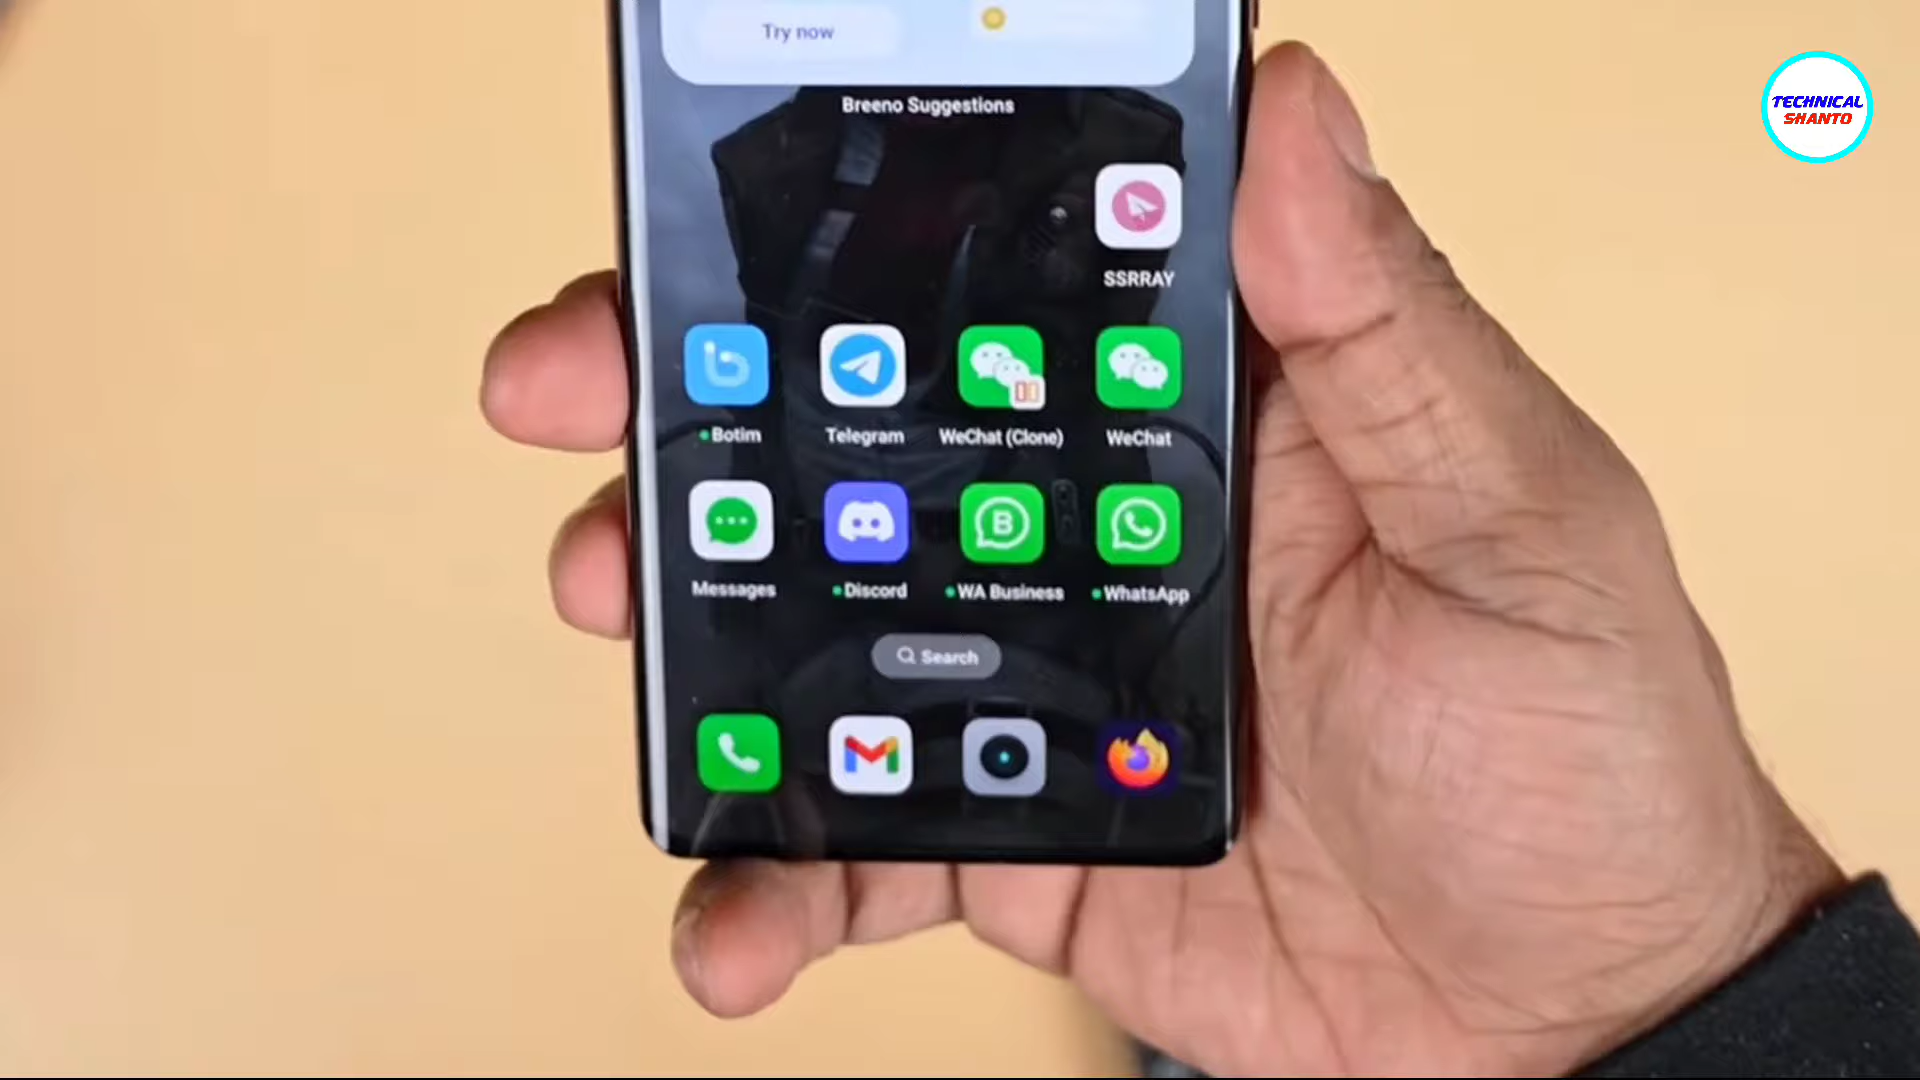 Try now
TECHNICAL
SHANTO
Breeno Suggestions
SSRRAY
Botim
Telegram
WeChat (Clone)
WeChat
Messages
Discord
B
WA Business
WhatsApp
Search